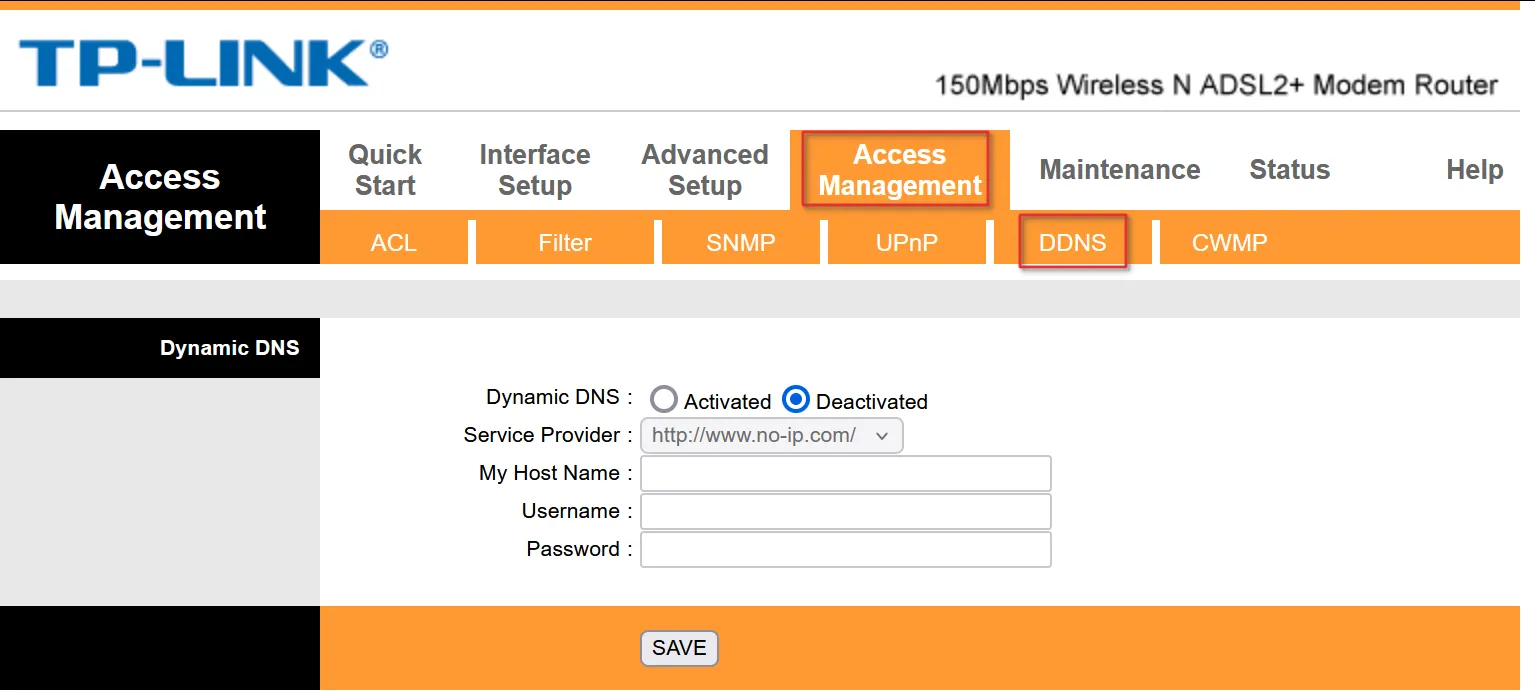 TP-LINK®
150Mbps Wireless N ADSL2+ Modem Router
Access
Management
Quick
Start
Interface
Setup
Advanced
Setup
Access
Management
Maintenance
Status
Help
ACL
Filter
SNMP
UPnP
DDNS
CWMP
Dynamic DNS
Dynamic DNS : Activated Deactivated
Service Provider : http://www.no-ip.com/
My Host Name :
Username :
Password :
SAVE